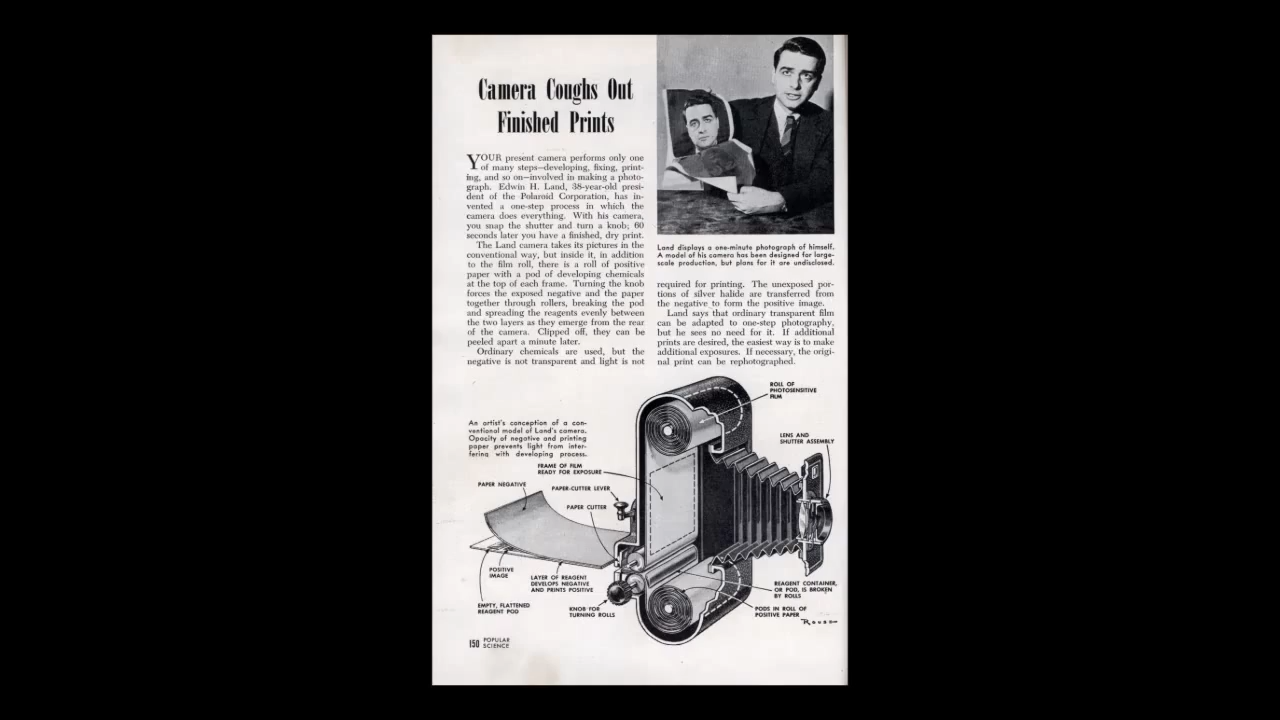 Camera Coughs Out
Finished Prints
YOUR present camera performs only one
of many steps—developing, fixing, print-
ing, and so on—involved in making a photo-
graph. Edwin H. Land, 38-year-old presi-
dent of the Polaroid Corporation, has in-
vented a one-step process in which the
camera does everything. With his camera,
you snap the shutter and turn a knob; 60
seconds later you have a finished, dry print.
The Land camera takes its pictures in the
conventional way, but inside it, in addition
to the film roll, there is a roll of positive
paper with a pod of developing chemicals
at the top of each frame. Turning the knob
forces the exposed negative and the paper
together through rollers, breaking the pod
and spreading the reagents evenly between
the two layers as they emerge from the rear
of the camera. Clipped off, they can be
peeled apart a minute later.
Ordinary chemicals are used, but the
negative is not transparent and light is not
Land displays a one-minute photograph of himself.
A model of his camera has been designed for large-
scale production, but plans for it are undisclosed.
required for printing. The unexposed por-
tions of silver halide are transferred from
the negative to form the positive image.
Land says that ordinary transparent film
can be adapted to one-step photography,
but he sees no need for it. If additional
prints are desired, the easiest way is to make
additional exposures. If necessary, the origi-
nal print can be rephotographed.
An artist's conception of a con-
ventional model of Land's camera.
Opacity of negative and printing
paper prevents light from inter-
fering with developing process.
ROLL OF
PHOTOSENSITIVE
FILM
LENS AND
SHUTTER ASSEMBLY
FRAME OF FILM
READY FOR EXPOSURE
PAPER NEGATIVE
PAPER-CUTTER LEVER
PAPER CUTTER
POSITIVE
IMAGE
LAYER OF REAGENT
DEVELOPS NEGATIVE
AND PRINTS POSITIVE
EMPTY, FLATTENED
REAGENT POD
KNOB FOR
TURNING ROLLS
REAGENT CONTAINER,
OR POD, IS BROKEN
BY ROLLS
PODS IN ROLL OF
POSITIVE PAPER
150 POPULAR
SCIENCE